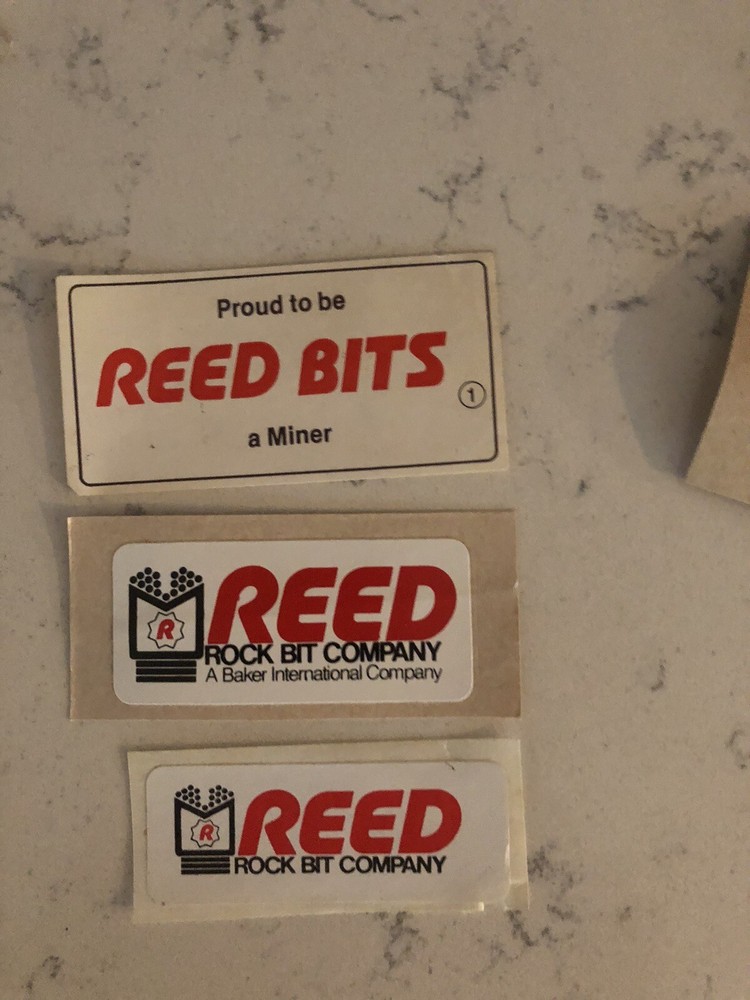 Proud to be
REED BITS
1
a Miner
REED
R
ROCK BIT COMPANY
A Baker International Company
REED
R
ROCK BIT COMPANY